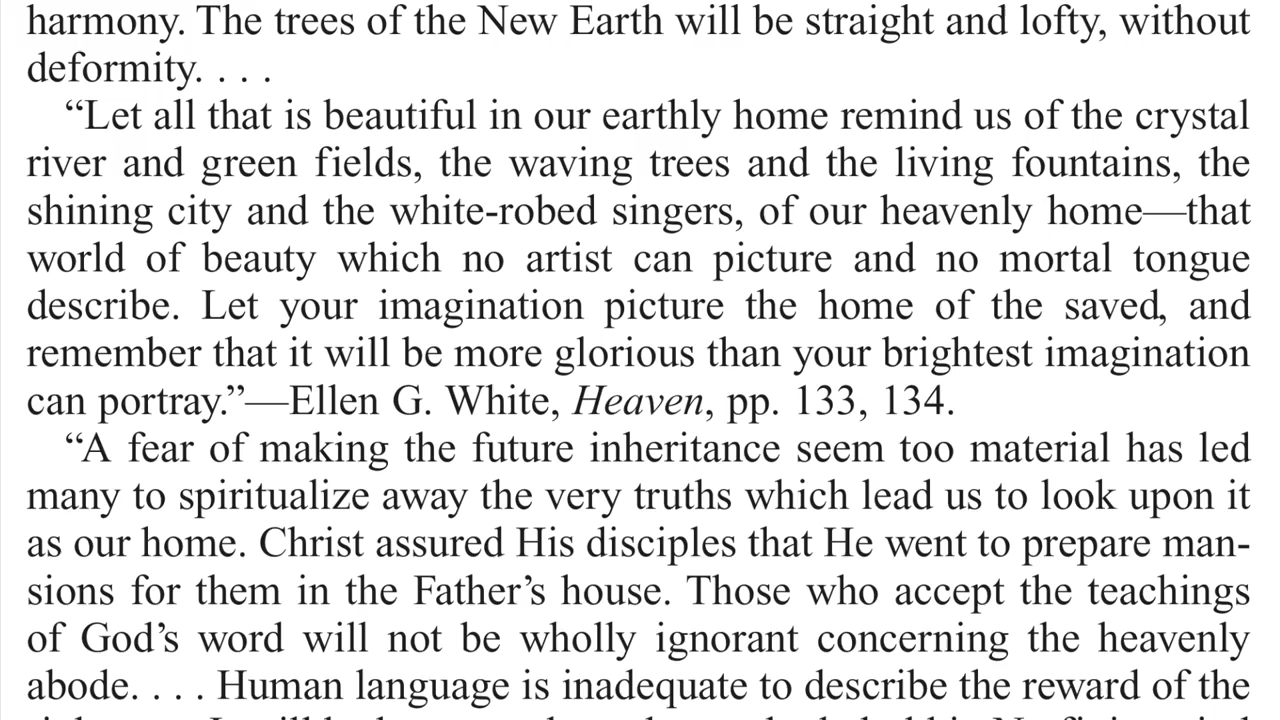 harmony. The trees of the New Earth will be straight and lofty, without
deformity. . . .
“Let all that is beautiful in our earthly home remind us of the crystal
river and green fields, the waving trees and the living fountains, the
shining city and the white-robed singers, of our heavenly home—that
world of beauty which no artist can picture and no mortal tongue
describe. Let your imagination picture the home of the saved, and
remember that it will be more glorious than your brightest imagination
can portray.”—Ellen G. White, Heaven, pp. 133, 134.
“A fear of making the future inheritance seem too material has led
many to spiritualize away the very truths which lead us to look upon it
as our home. Christ assured His disciples that He went to prepare man-
sions for them in the Father’s house. Those who accept the teachings
of God’s word will not be wholly ignorant concerning the heavenly
abode. . . . Human language is inadequate to describe the reward of the